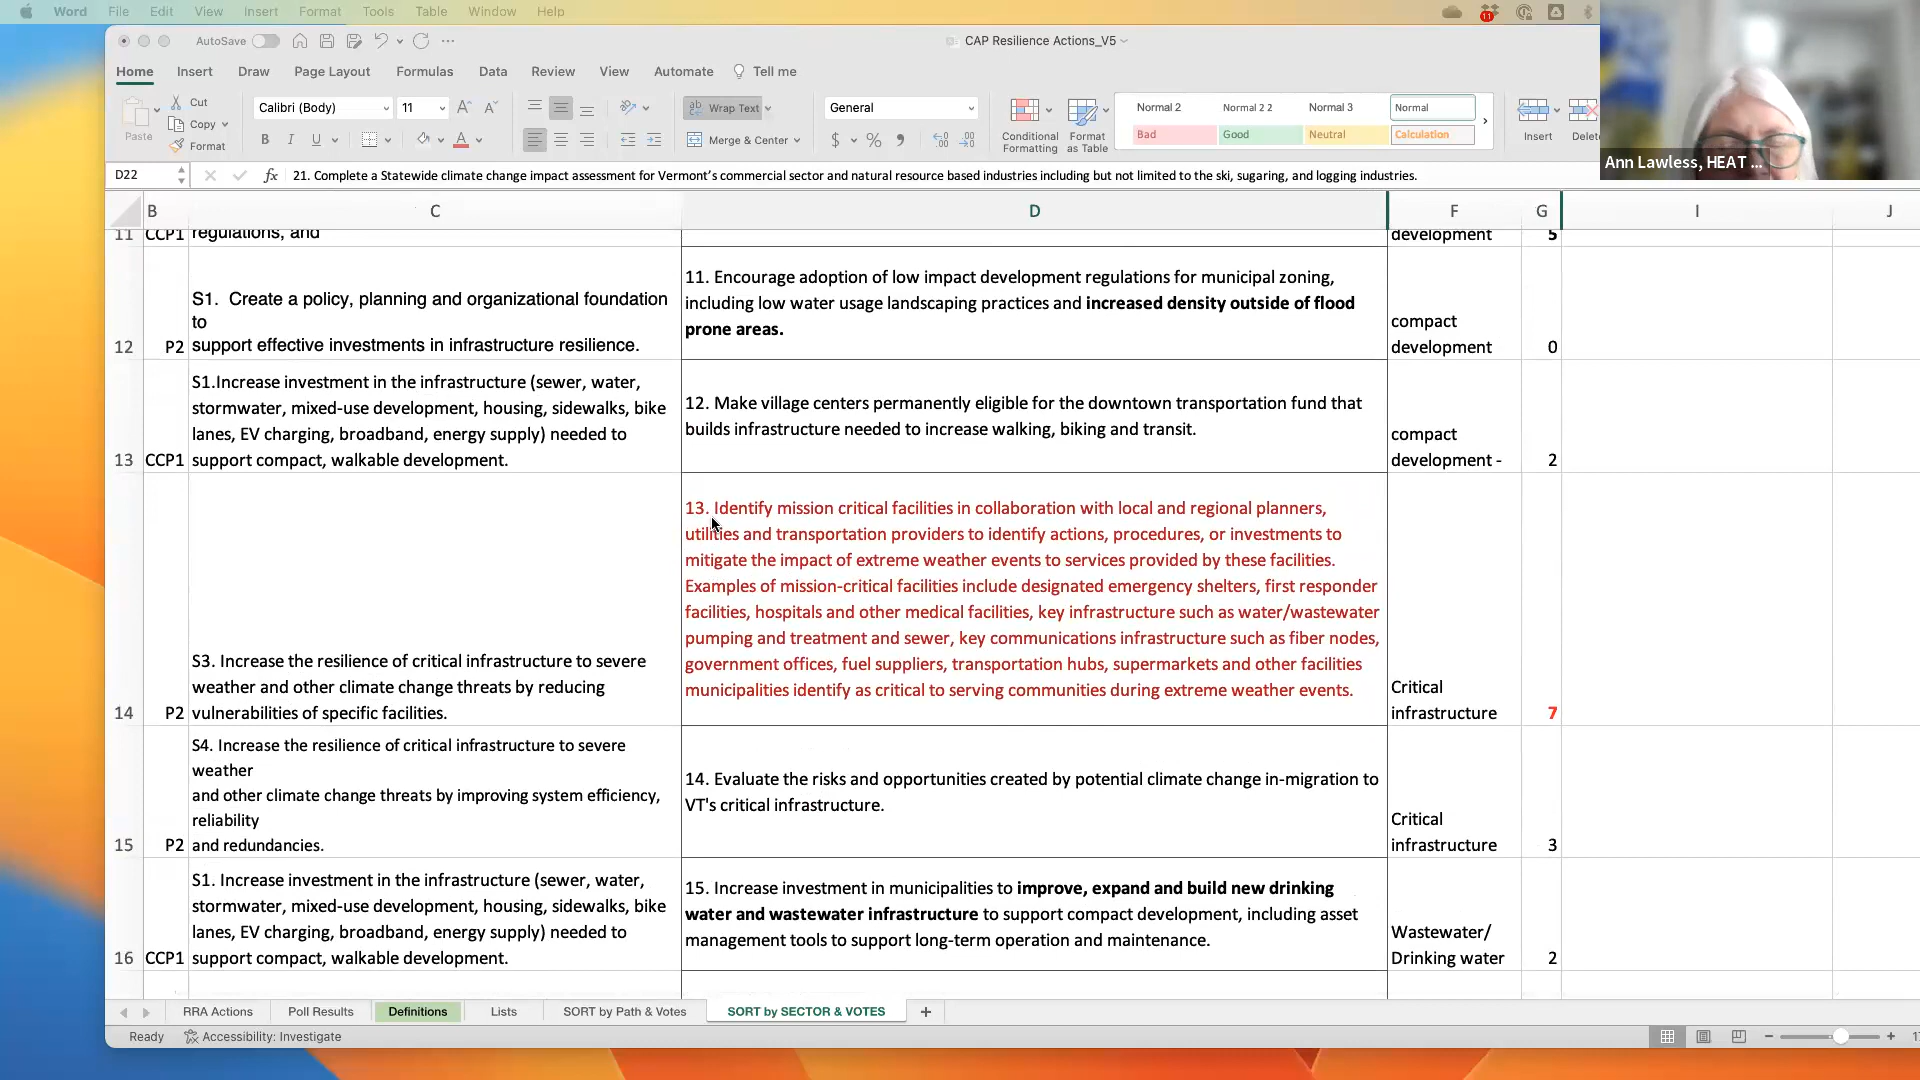 Word File Edit View Insert Format Tools Table Window Help
11
AutoSave
CAP Resilience Actions_V5
Home Insert Draw Page Layout Formulas Data Review View Automate Tell me
Paste
Cut
Copy
Format
Calibri (Body) 11
Wrap Text
Merge & Center
General
Conditional Formatting
Format as Table
Normal 2 Normal 2 2 Normal 3 Normal
Bad Good Neutral Calculation
Insert
Ann Lawless, HEAT ...
D22
fx 21. Complete a Statewide climate change impact assessment for Vermont's commercial sector and natural resource based industries including but not limited to the ski, sugaring, and logging industries.
B C D F G I J
11 CCP1 regulations, and
development 5
12 P2
S1. Create a policy, planning and organizational foundation
to
support effective investments in infrastructure resilience.
11. Encourage adoption of low impact development regulations for municipal zoning,
including low water usage landscaping practices and increased density outside of flood
prone areas.
compact
development 0
13 CCP1
S1.Increase investment in the infrastructure (sewer, water,
stormwater, mixed-use development, housing, sidewalks, bike
lanes, EV charging, broadband, energy supply) needed to
support compact, walkable development.
12. Make village centers permanently eligible for the downtown transportation fund that
builds infrastructure needed to increase walking, biking and transit.
compact
development - 2
14 P2
S3. Increase the resilience of critical infrastructure to severe
weather and other climate change threats by reducing
vulnerabilities of specific facilities.
13. Identify mission critical facilities in collaboration with local and regional planners,
utilities and transportation providers to identify actions, procedures, or investments to
mitigate the impact of extreme weather events to services provided by these facilities.
Examples of mission-critical facilities include designated emergency shelters, first responder
facilities, hospitals and other medical facilities, key infrastructure such as water/wastewater
pumping and treatment and sewer, key communications infrastructure such as fiber nodes,
government offices, fuel suppliers, transportation hubs, supermarkets and other facilities
municipalities identify as critical to serving communities during extreme weather events.
Critical
infrastructure 7
15 P2
S4. Increase the resilience of critical infrastructure to severe
weather
and other climate change threats by improving system efficiency,
reliability
and redundancies.
14. Evaluate the risks and opportunities created by potential climate change in-migration to
VT's critical infrastructure.
Critical
infrastructure 3
16 CCP1
S1. Increase investment in the infrastructure (sewer, water,
stormwater, mixed-use development, housing, sidewalks, bike
lanes, EV charging, broadband, energy supply) needed to
support compact, walkable development.
15. Increase investment in municipalities to improve, expand and build new drinking
water and wastewater infrastructure to support compact development, including asset
management tools to support long-term operation and maintenance.
Wastewater/
Drinking water 2
RRA Actions Poll Results Definitions Lists SORT by Path & Votes SORT by SECTOR & VOTES +
Ready Accessibility: Investigate